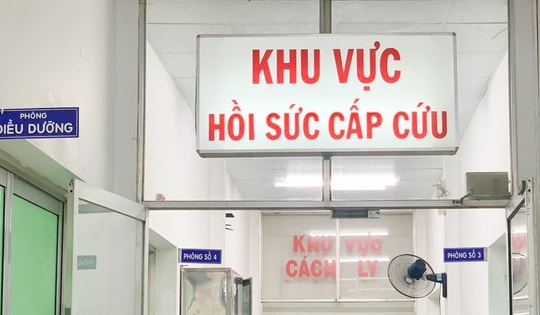 KHU VỰC
HỒI SỨC CẤP CỨU
PHÒNG
ĐIỀU DƯỠNG
PHÒNG SỐ 4
KHU VỰC
CÁCH LY
PHÒNG SỐ 3